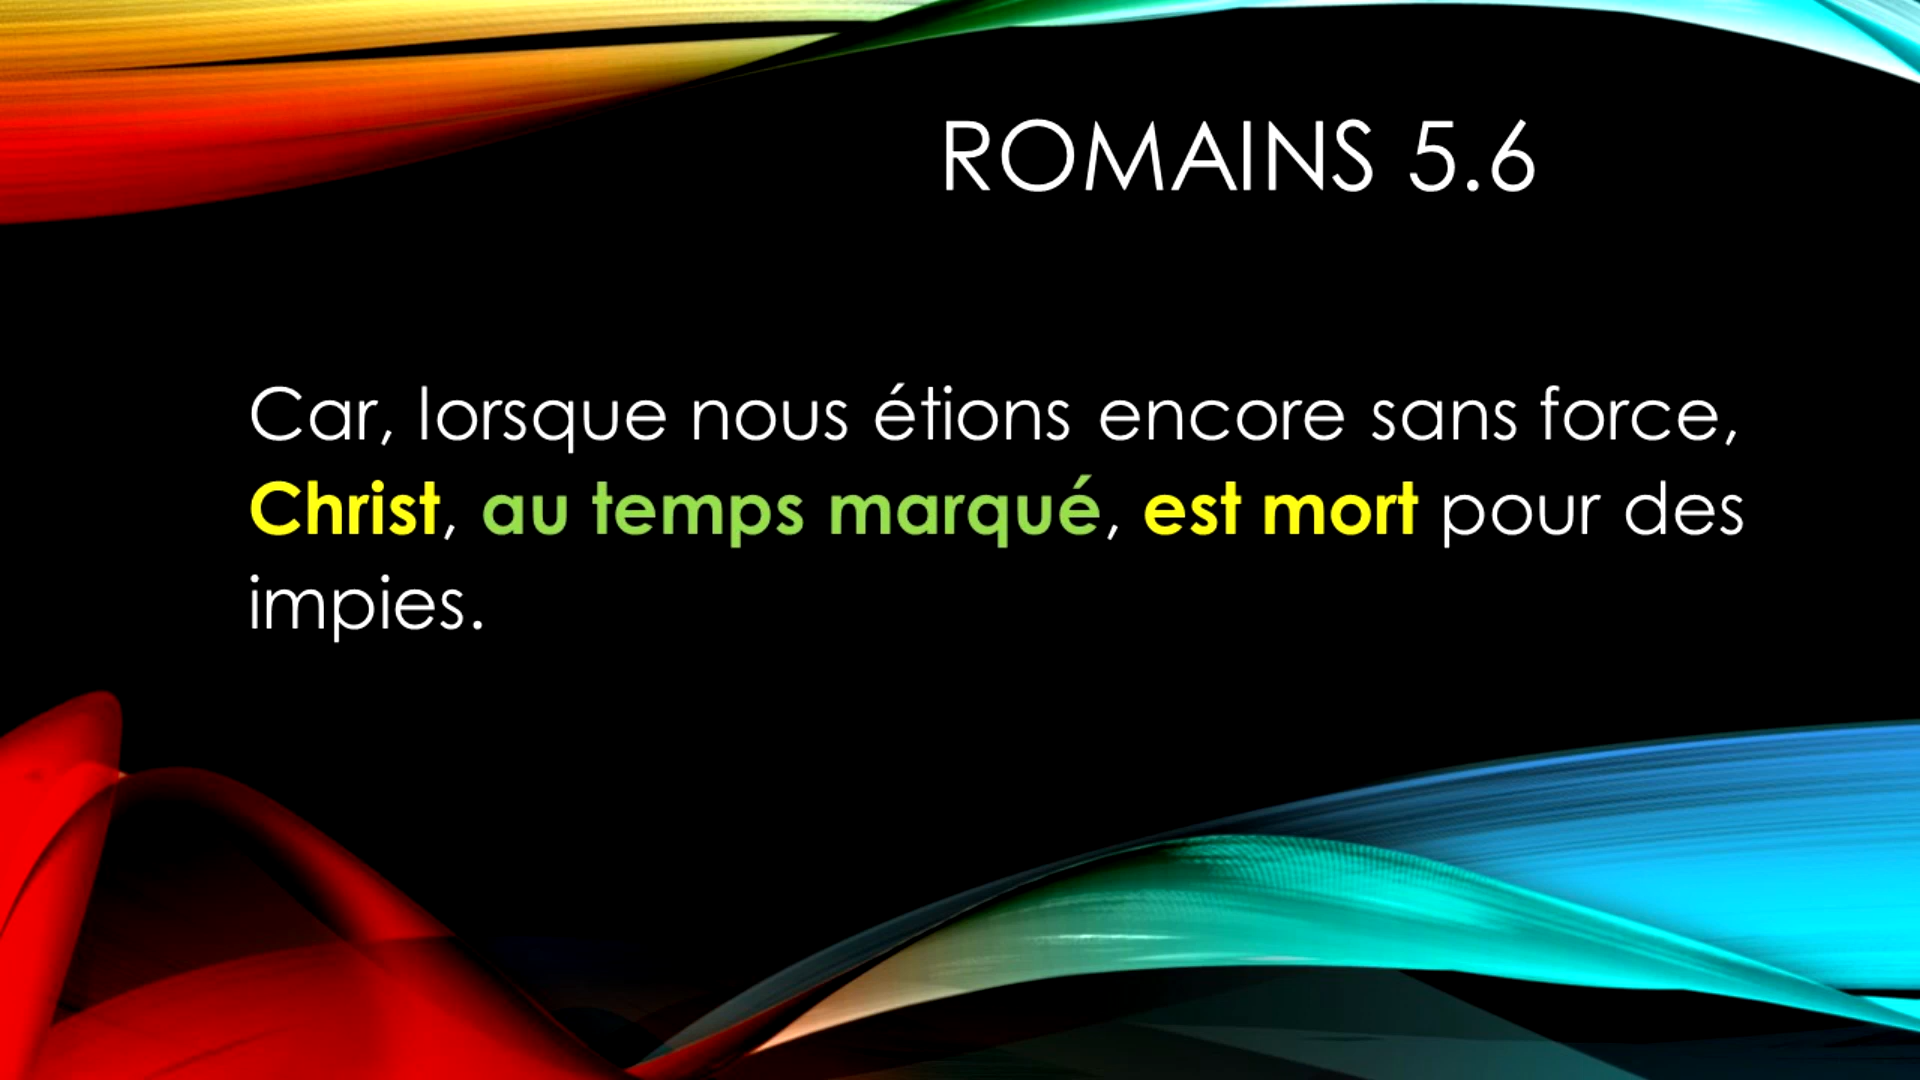 ROMAINS 5.6
Car, lorsque nous étions encore sans force,
Christ, au temps marqué, est mort pour des
impies.